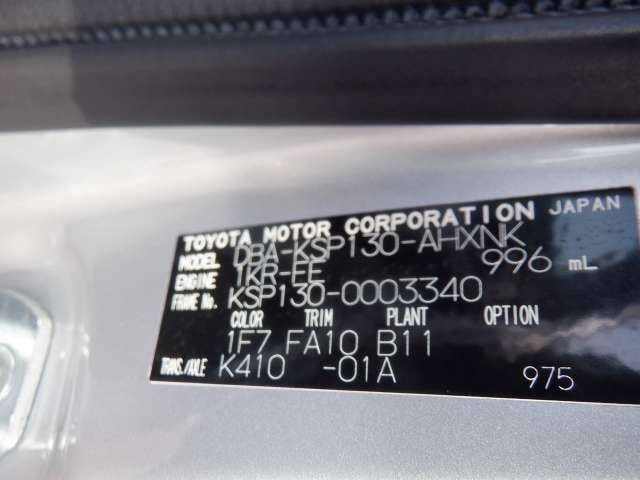 TOYOTA MOTOR CORPORATION JAPAN
MODEL DBA-KSP130-AHXNK
ENGINE 1KR-FE 996 mL
FRAME No. KSP130-0003340
COLOR TRIM PLANT OPTION
1F7 FA10 B11
TRANS./AXLE K410 -01A 975